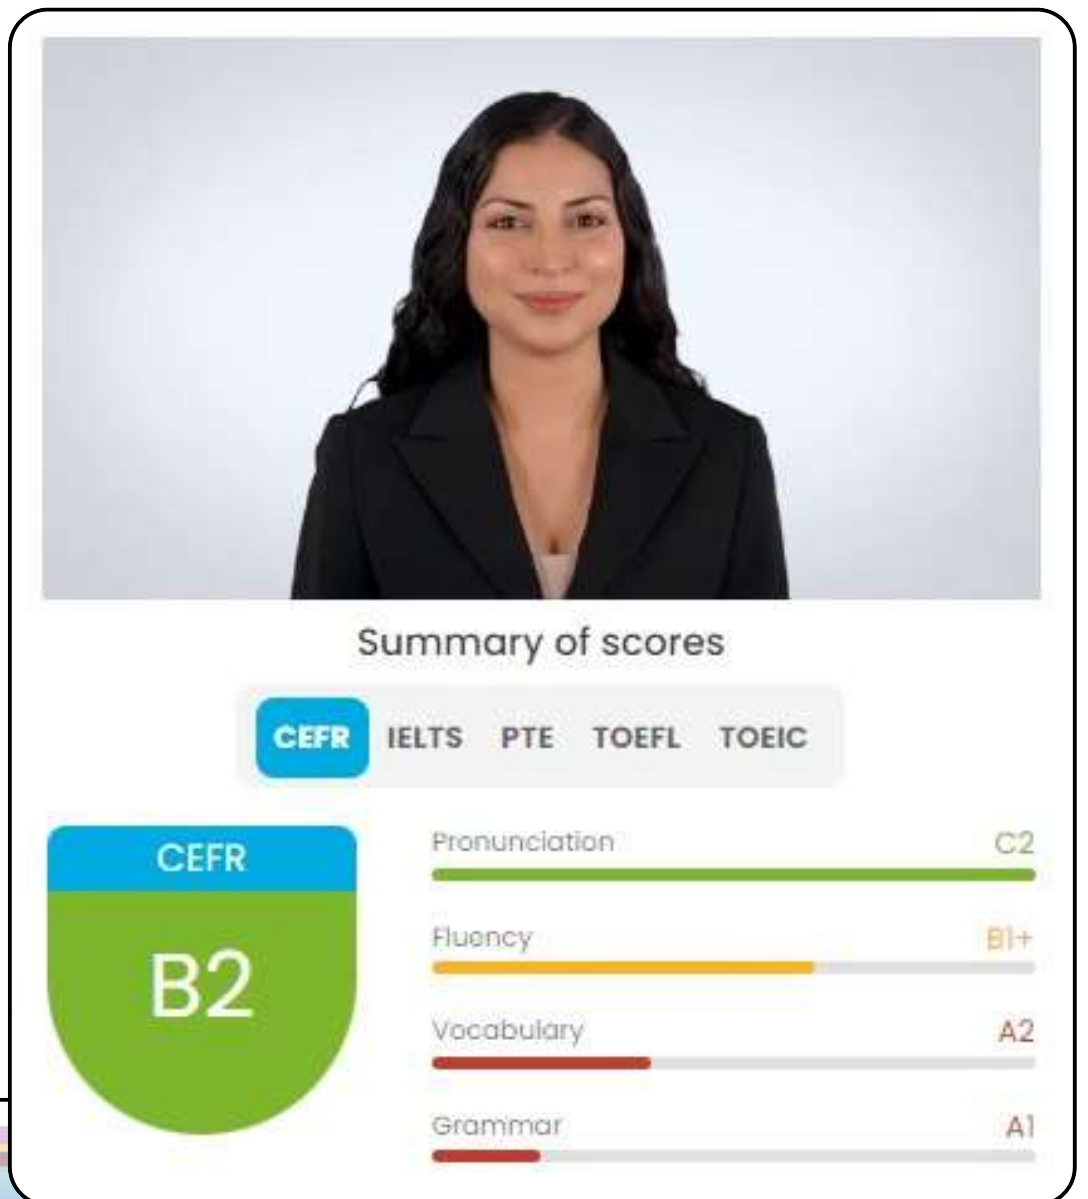 Summary of scores
CEFR IELTS PTE TOEFL TOEIC
CEFR
B2
Pronunciation C2
Fluency B1+
Vocabulary A2
Grammar A1